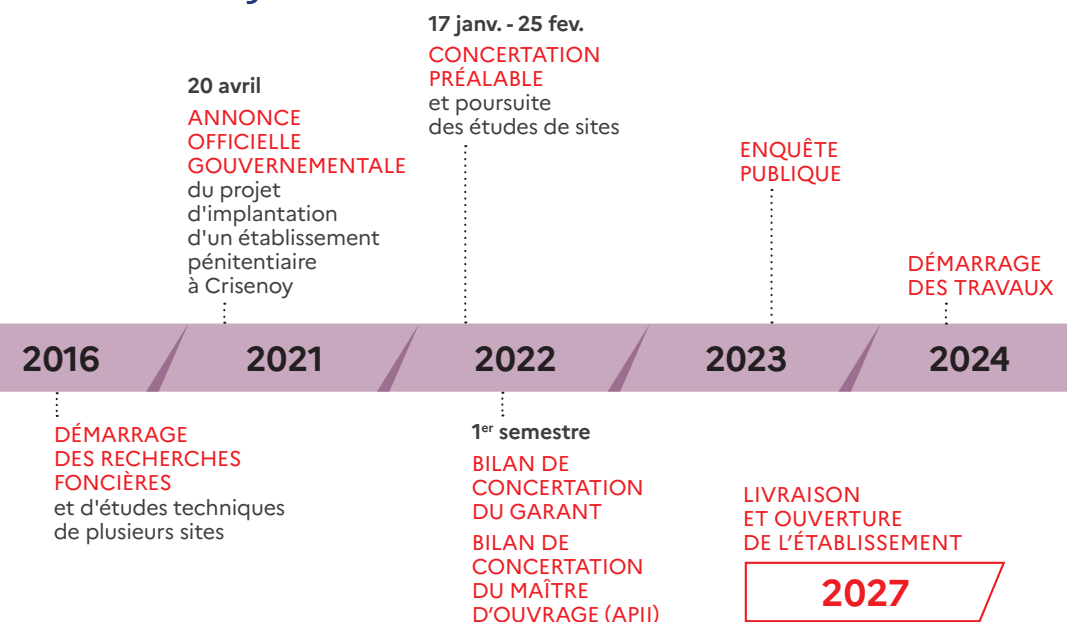 17 janv. - 25 fev.
CONCERTATION
PRÉALABLE
et poursuite
des études de sites
20 avril
ANNONCE
OFFICIELLE
GOUVERNEMENTALE
du projet
d'implantation
d'un établissement
pénitentiaire
à Crisenoy
ENQUÊTE
PUBLIQUE
DÉMARRAGE
DES TRAVAUX
2016
2021
2022
2023
2024
DÉMARRAGE
DES RECHERCHES
FONCIÈRES
et d'études techniques
de plusieurs sites
1er semestre
BILAN DE
CONCERTATION
DU GARANT
BILAN DE
CONCERTATION
DU MAÎTRE
D'OUVRAGE (APIJ)
LIVRAISON
ET OUVERTURE
DE L'ÉTABLISSEMENT
2027